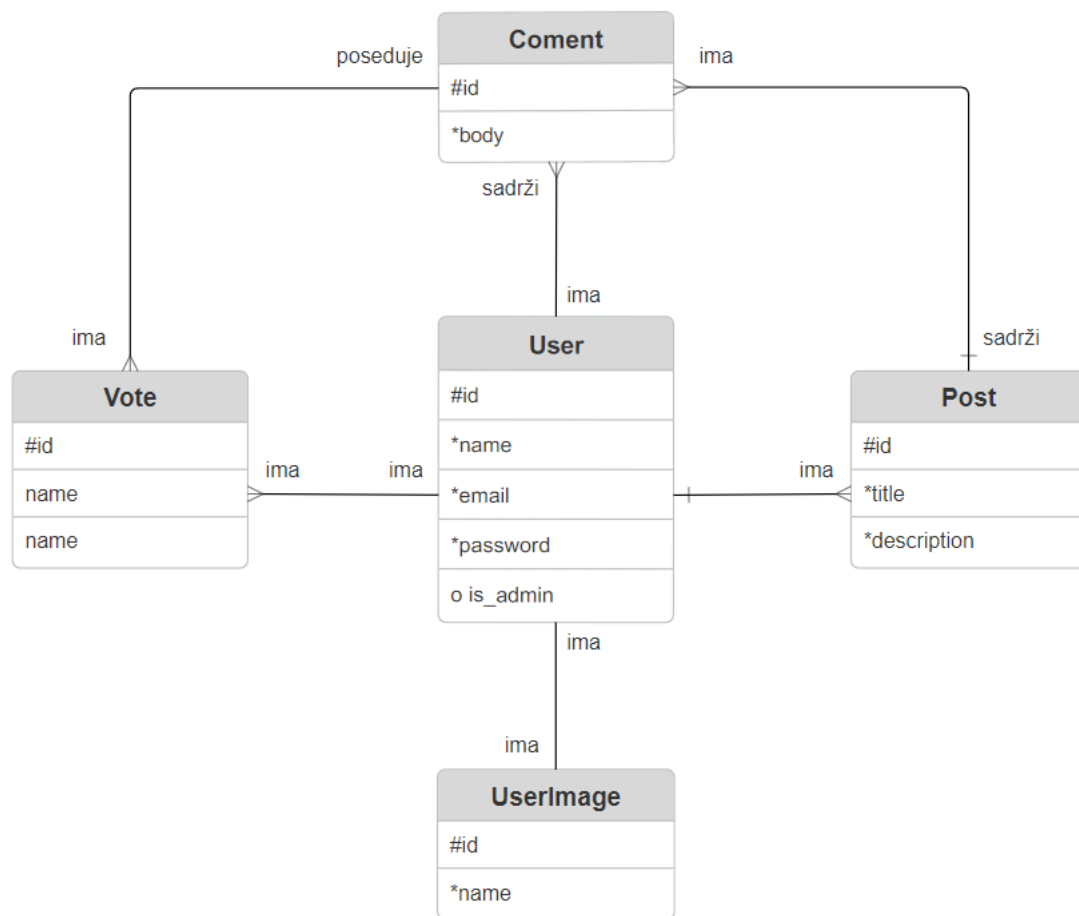 Coment
poseduje
ima
#id
*body
sadrži
ima
ima
sadrži
User
Vote
Post
#id
#id
#id
*name
ima
ima
ima
name
*email
*title
name
*password
*description
o is_admin
ima
ima
UserImage
#id
*name